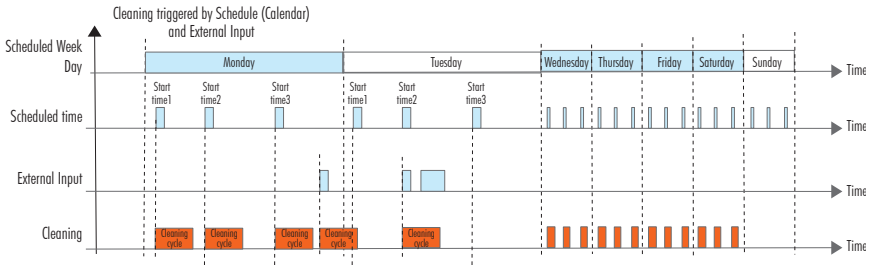 Cleaning triggered by Schedule (Calendar)
and External Input
Scheduled Week
Day
Monday
Tuesday
Wednesday
Thursday
Friday
Saturday
Sunday
Time
Start
time1
Start
time2
Start
time3
Start
time1
Start
time2
Start
time3
Scheduled time
Time
External Input
Time
Cleaning
Cleaning
cycle
Cleaning
cycle
Cleaning
cycle
Cleaning
cycle
Cleaning
cycle
Time